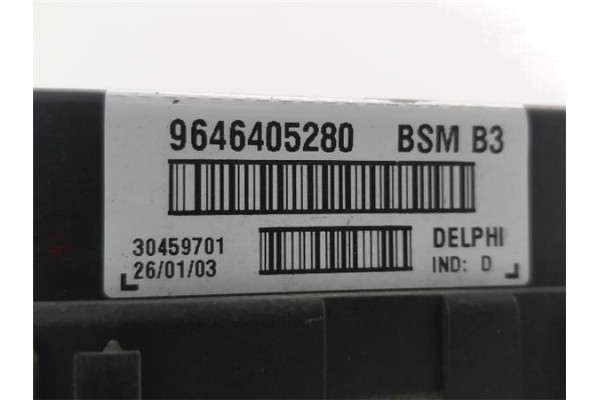 9646405280 BSM B3
30459701 DELPHI
26/01/03 IND: D